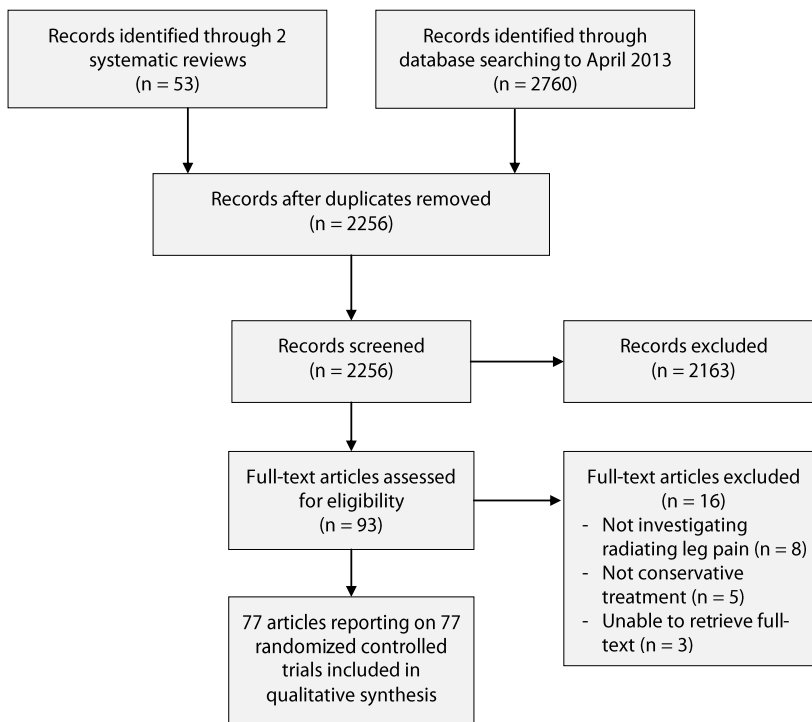 Records identified through 2
systematic reviews
(n = 53)
Records identified through
database searching to April 2013
(n = 2760)
Records after duplicates removed
(n = 2256)
Records screened
(n = 2256)
Records excluded
(n = 2163)
Full-text articles assessed
for eligibility
(n = 93)
Full-text articles excluded
(n = 16)
- Not investigating
radiating leg pain (n = 8)
- Not conservative
treatment (n = 5)
- Unable to retrieve full-
text (n = 3)
77 articles reporting on 77
randomized controlled
trials included in
qualitative synthesis